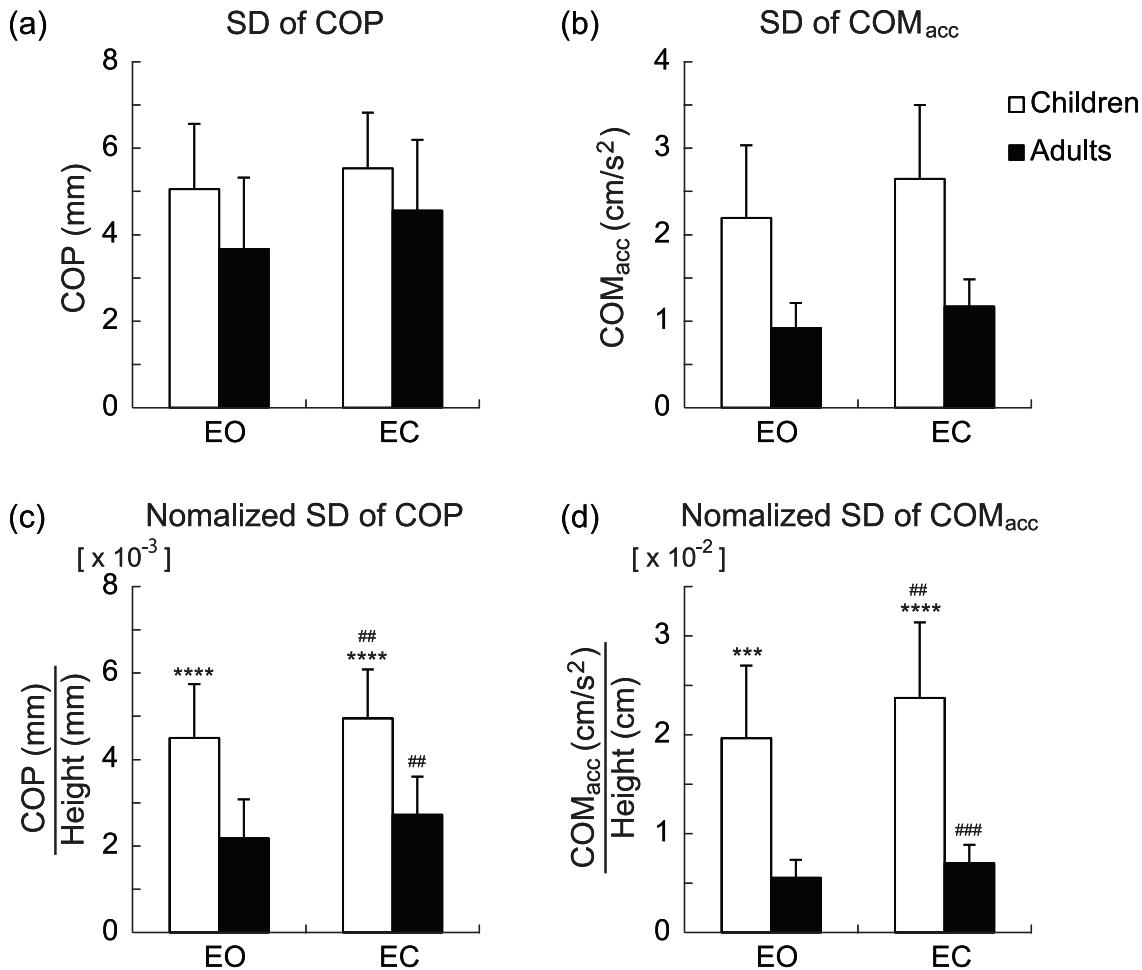 (a) SD of COP
COP (mm)
8
6
4
2
0
EO EC
(b) SD of COMacc
COMacc (cm/s²)
4
3
2
1
0
EO EC
Children
Adults
(c) Nomalized SD of COP
[ x 10⁻³ ]
COP (mm)
Height (mm)
8
6
4
2
0
****
##
****
##
EO EC
(d) Nomalized SD of COMacc
[ x 10⁻² ]
COMacc (cm/s²)
Height (cm)
3
2
1
0
***
##
****
###
EO EC